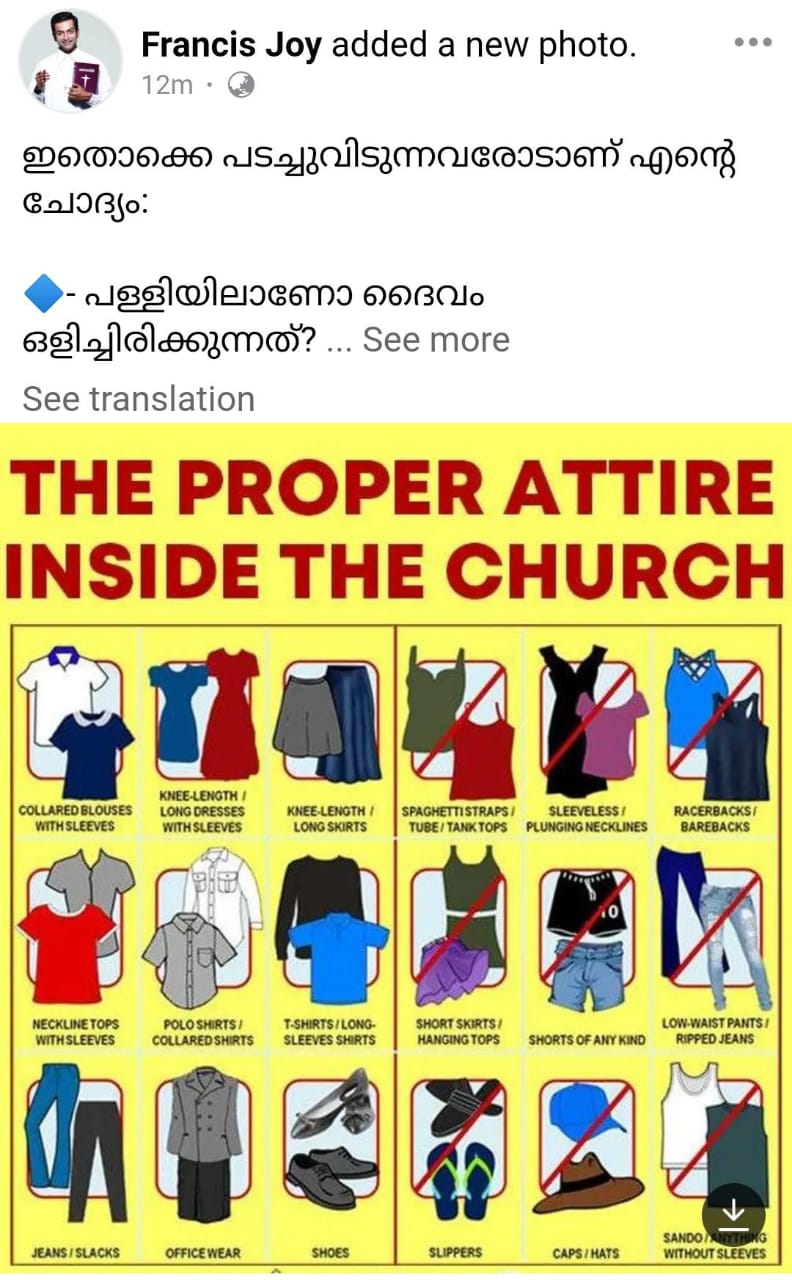 Francis Joy added a new photo.
12m
ഇതൊക്കെ പടച്ചുവിടുന്നവരോടാണ് എന്റെ
ചോദ്യം:
- പള്ളിയിലാണോ ദൈവം
ഒളിച്ചിരിക്കുന്നത്? ... See more
See translation
THE PROPER ATTIRE
INSIDE THE CHURCH
COLLARED BLOUSES
WITH SLEEVES
KNEE-LENGTH /
LONG DRESSES
WITH SLEEVES
KNEE-LENGTH /
LONG SKIRTS
SPAGHETTI STRAPS /
TUBE / TANK TOPS
SLEEVELESS /
PLUNGING NECKLINES
RACERBACKS /
BAREBACKS
NECKLINE TOPS
WITH SLEEVES
POLO SHIRTS /
COLLARED SHIRTS
T-SHIRTS / LONG-
SLEEVES SHIRTS
SHORT SKIRTS /
HANGING TOPS
10
SHORTS OF ANY KIND
LOW-WAIST PANTS /
RIPPED JEANS
JEANS / SLACKS
OFFICE WEAR
SHOES
SLIPPERS
CAPS / HATS
SANDO / ANYTHING
WITHOUT SLEEVES